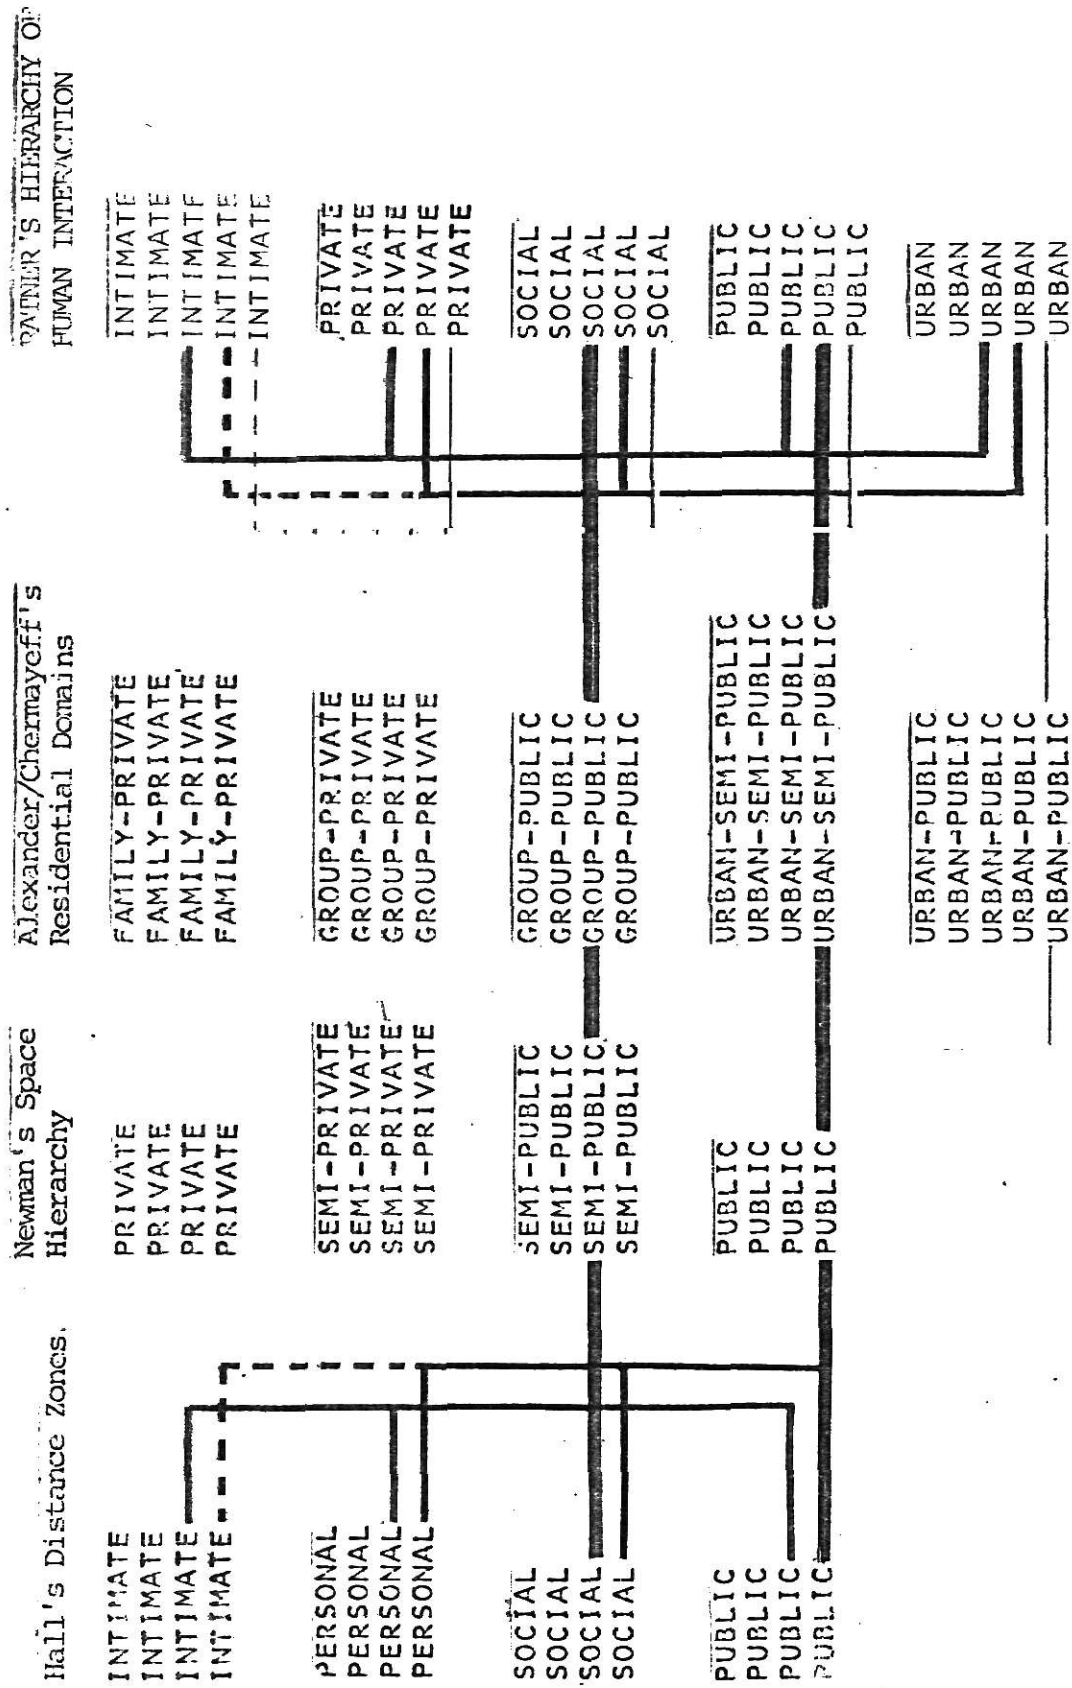 Hall's Distance Zones.
INTIMATE
INTIMATE
INTIMATE
INTIMATE
PERSONAL
PERSONAL
PERSONAL
PERSONAL
SOCIAL
SOCIAL
SOCIAL
SOCIAL
PUBLIC
PUBLIC
PUBLIC
PUBLIC
Newman's Space
Hierarchy
PRIVATE
PRIVATE
PRIVATE
PRIVATE
SEMI-PRIVATE
SEMI-PRIVATE
SEMI-PRIVATE
SEMI-PRIVATE
SEMI-PUBLIC
SEMI-PUBLIC
SEMI-PUBLIC
SEMI-PUBLIC
PUBLIC
PUBLIC
PUBLIC
PUBLIC
Alexander/Chermayeff's
Residential Domains
FAMILY-PRIVATE
FAMILY-PRIVATE
FAMILY-PRIVATE
FAMILY-PRIVATE
GROUP-PRIVATE
GROUP-PRIVATE
GROUP-PRIVATE
GROUP-PRIVATE
GROUP-PUBLIC
GROUP-PUBLIC
GROUP-PUBLIC
GROUP-PUBLIC
URBAN-SEMI-PUBLIC
URBAN-SEMI-PUBLIC
URBAN-SEMI-PUBLIC
URBAN-SEMI-PUBLIC
URBAN-PUBLIC
URBAN-PUBLIC
URBAN-PUBLIC
URBAN-PUBLIC
URBAN-PUBLIC
HIERARCHY OF
HUMAN INTERACTION
INTIMATE
INTIMATE
INTIMATE
INTIMATE
INTIMATE
PRIVATE
PRIVATE
PRIVATE
PRIVATE
PRIVATE
SOCIAL
SOCIAL
SOCIAL
SOCIAL
SOCIAL
PUBLIC
PUBLIC
PUBLIC
PUBLIC
PUBLIC
URBAN
URBAN
URBAN
URBAN
URBAN